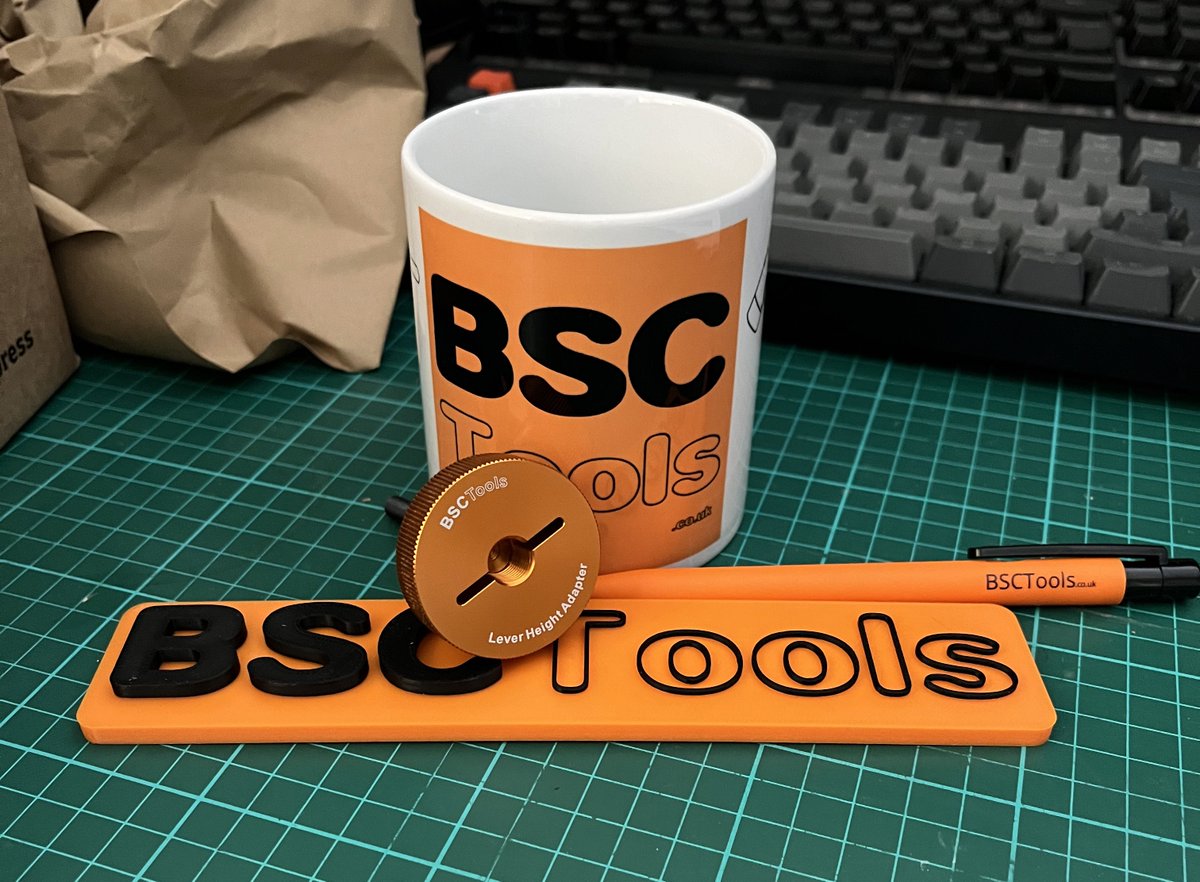 BSC
Tools
.co.uk
BSCTools
Lever Height Adapter
BSCTools.co.uk
BSCTools